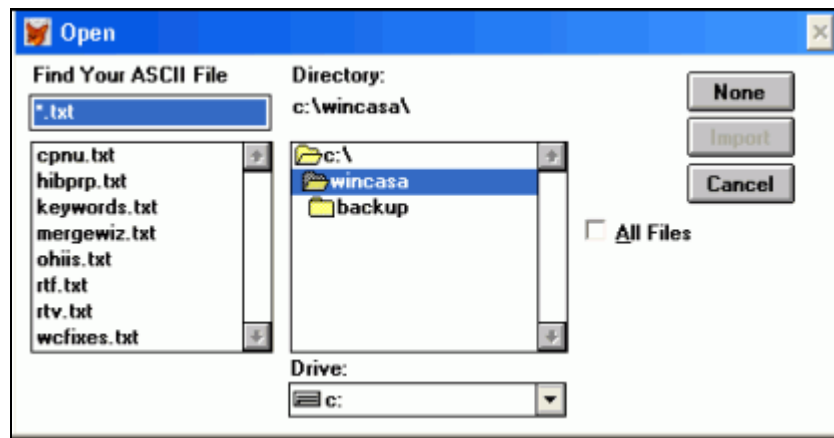 Open
Find Your ASCII File
*.txt
cpnu.txt
hibprp.txt
keywords.txt
mergewiz.txt
ohiis.txt
rtf.txt
rtv.txt
wcfixes.txt
Directory:
c:\wincasa\
c:\
wincasa
backup
Drive:
c:
None
Import
Cancel
All Files